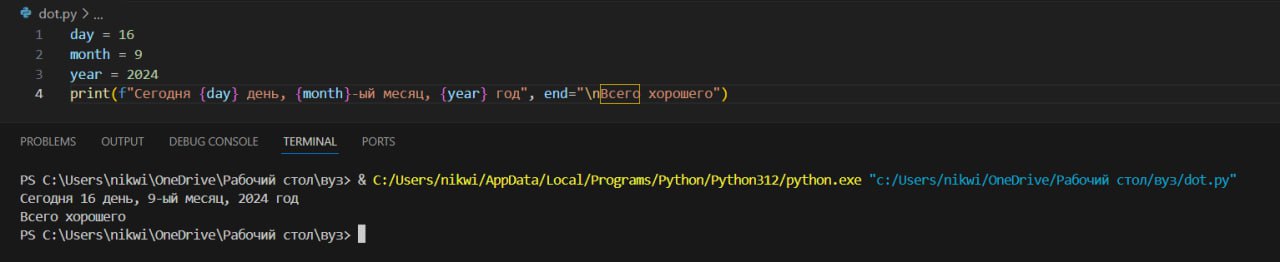 dot.py > ...
1 day = 16
2 month = 9
3 year = 2024
4 print(f"Сегодня {day} день, {month}-ый месяц, {year} год", end="\nВсего хорошего")
PROBLEMS OUTPUT DEBUG CONSOLE TERMINAL PORTS
PS C:\Users\nikwi\OneDrive\Рабочий стол\вуз> & C:/Users/nikwi/AppData/Local/Programs/Python/Python312/python.exe "c:/Users/nikwi/OneDrive/Рабочий стол/вуз/dot.py"
Сегодня 16 день, 9-ый месяц, 2024 год
Всего хорошего
PS C:\Users\nikwi\OneDrive\Рабочий стол\вуз>